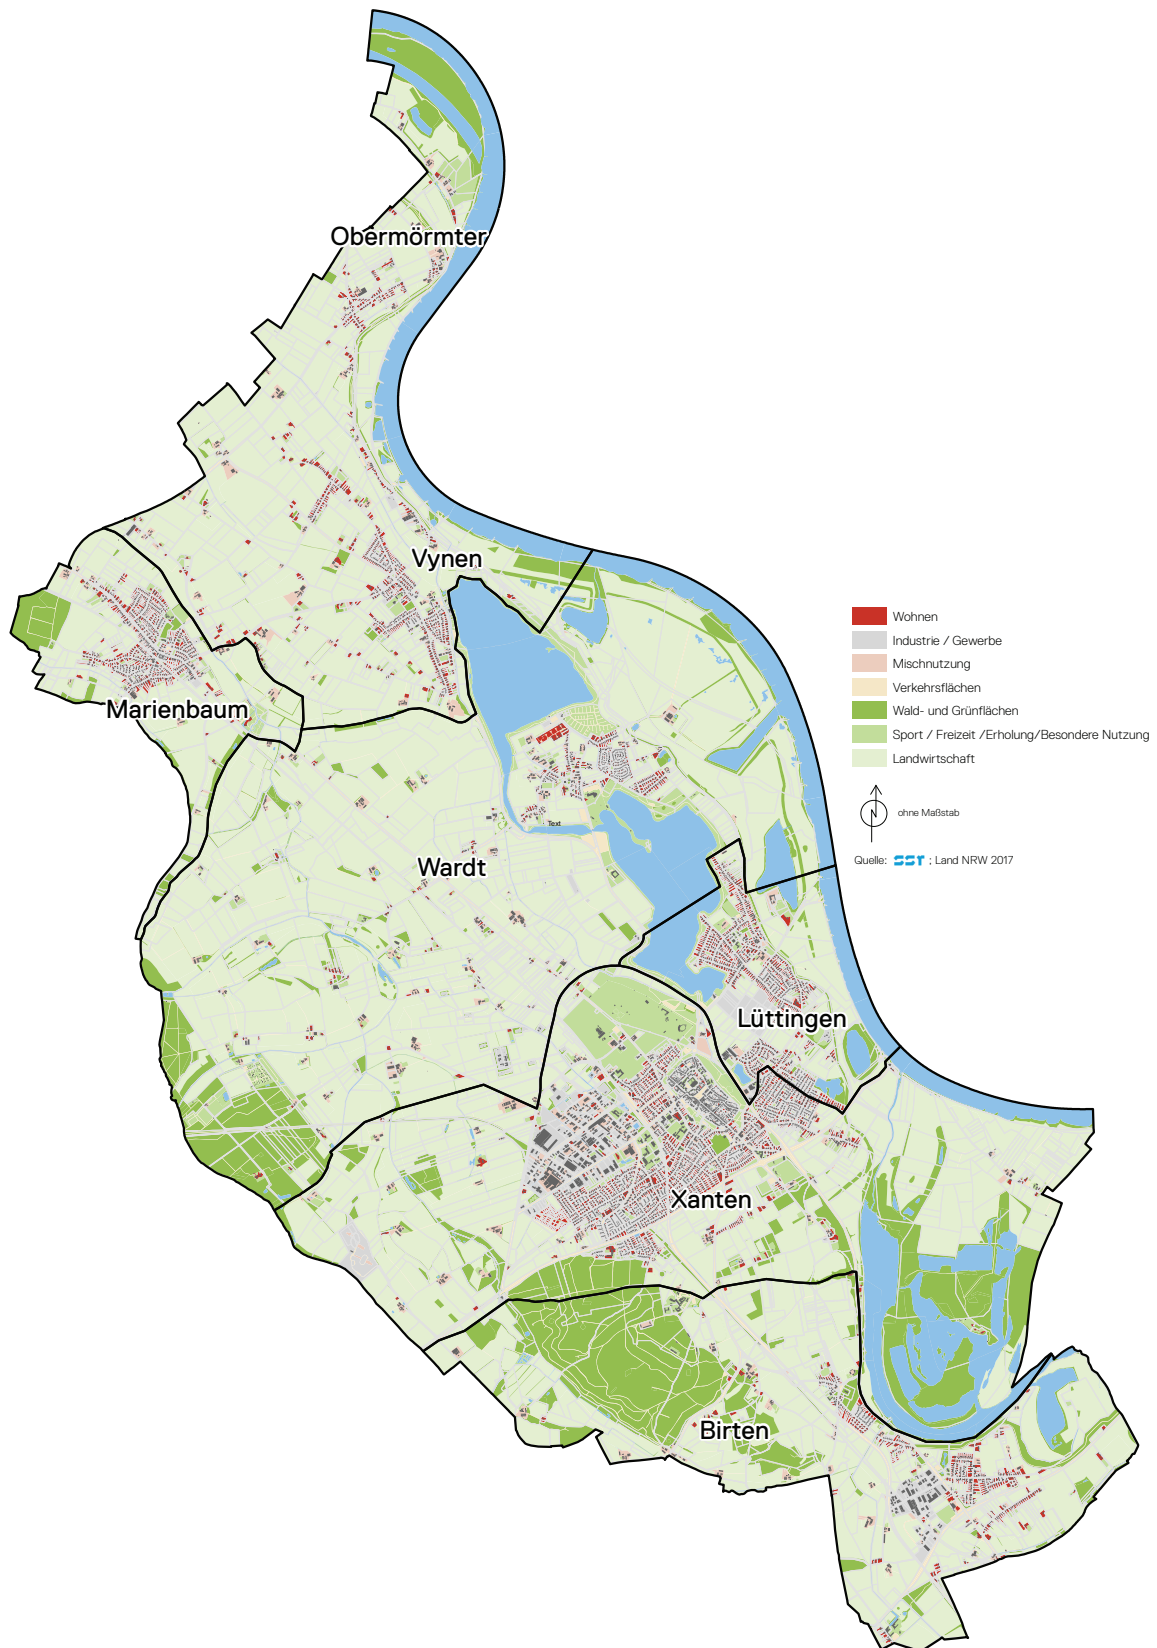 Obermörmter
Vynen
Marienbaum
Wardt
Text
Lüttingen
Xanten
Birten
Wohnen
Industrie / Gewerbe
Mischnutzung
Verkehrsflächen
Wald- und Grünflächen
Sport / Freizeit /Erholung/Besondere Nutzung
Landwirtschaft
N
ohne Maßstab
Quelle: SST ; Land NRW 2017